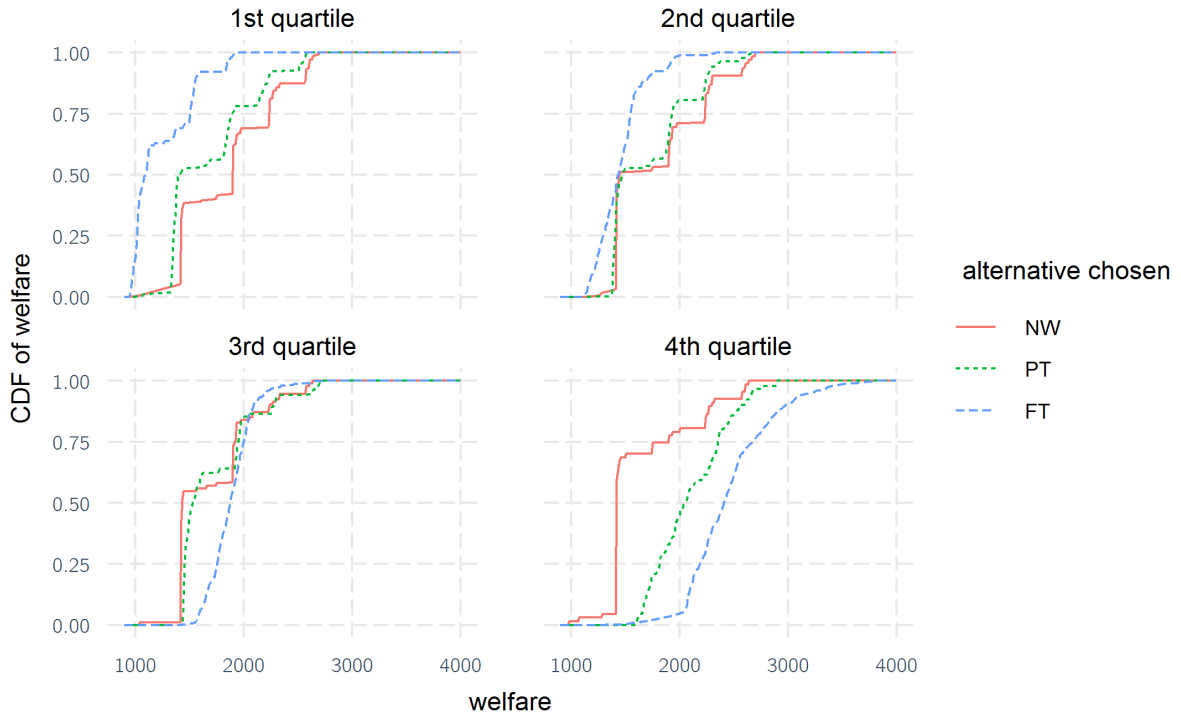 1st quartile
2nd quartile
1.00
0.75
0.50
0.25
0.00
3rd quartile
4th quartile
1.00
0.75
0.50
0.25
0.00
1000 2000 3000 4000
1000 2000 3000 4000
CDF of welfare
welfare
alternative chosen
NW
PT
FT